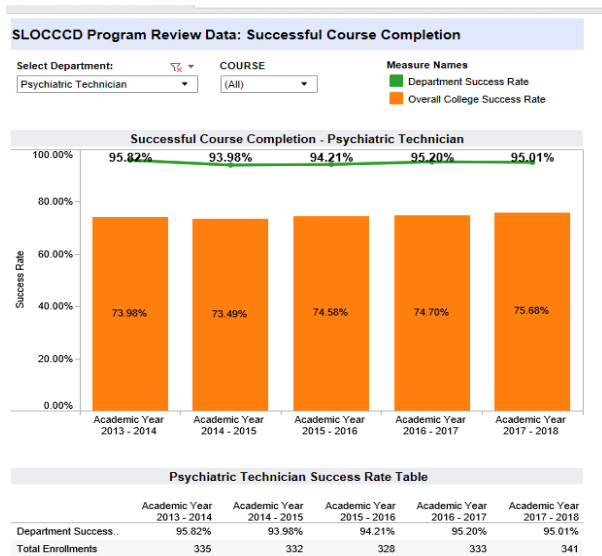 SLOCCCD Program Review Data: Successful Course Completion
Select Department: COURSE Measure Names
Psychiatric Technician (All) Department Success Rate
Overall College Success Rate
Successful Course Completion - Psychiatric Technician
100.00% 95.82% 93.98% 94.21% 95.20% 95.01%
80.00%
60.00%
Success Rate
40.00% 73.98% 73.49% 74.58% 74.70% 75.68%
20.00%
0.00%
Academic Year Academic Year Academic Year Academic Year Academic Year
2013 - 2014 2014 - 2015 2015 - 2016 2016 - 2017 2017 - 2018
Psychiatric Technician Success Rate Table
Academic Year Academic Year Academic Year Academic Year Academic Year
2013 - 2014 2014 - 2015 2015 - 2016 2016 - 2017 2017 - 2018
Department Success.. 95.82% 93.98% 94.21% 95.20% 95.01%
Total Enrollments 335 332 328 333 341